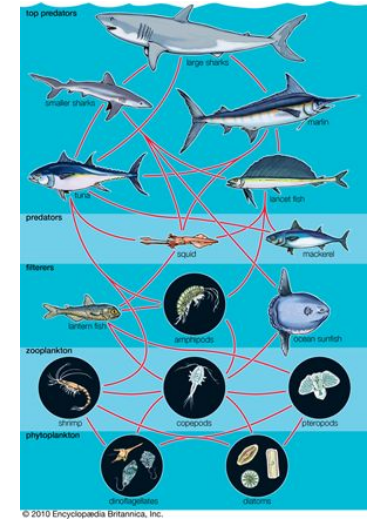 top predators
large sharks
smaller sharks
marlin
tuna
lancet fish
predators
squid
mackerel
filterers
lantern fish
amphipods
ocean sunfish
zooplankton
shrimp
copepods
pteropods
phytoplankton
dinoflagellates
diatoms
© 2010 Encyclopædia Britannica, Inc.